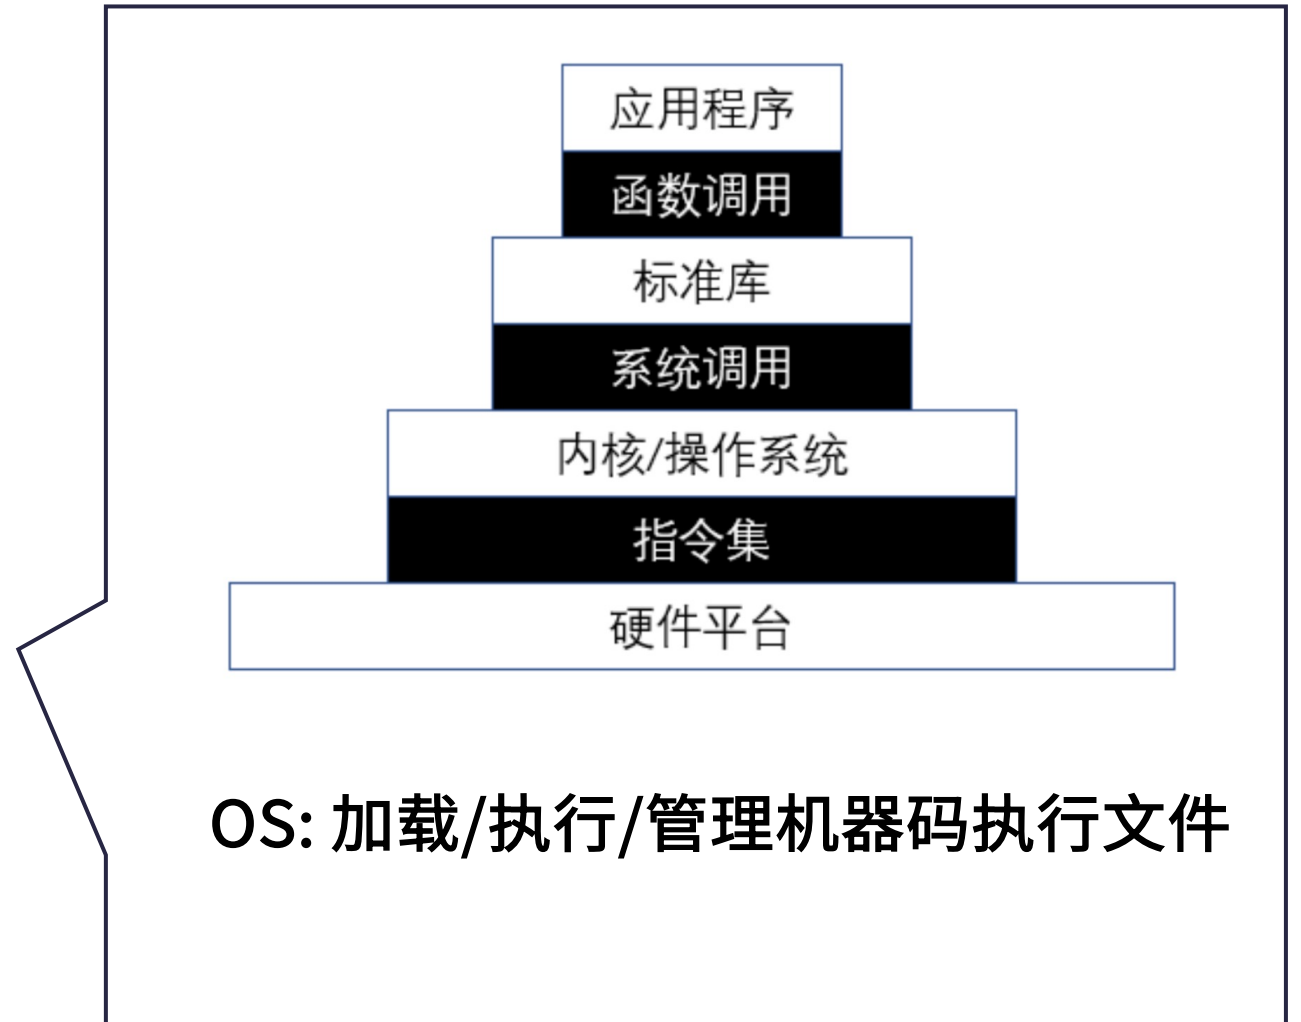 应用程序
函数调用
标准库
系统调用
内核/操作系统
指令集
硬件平台
OS: 加载/执行/管理机器码执行文件